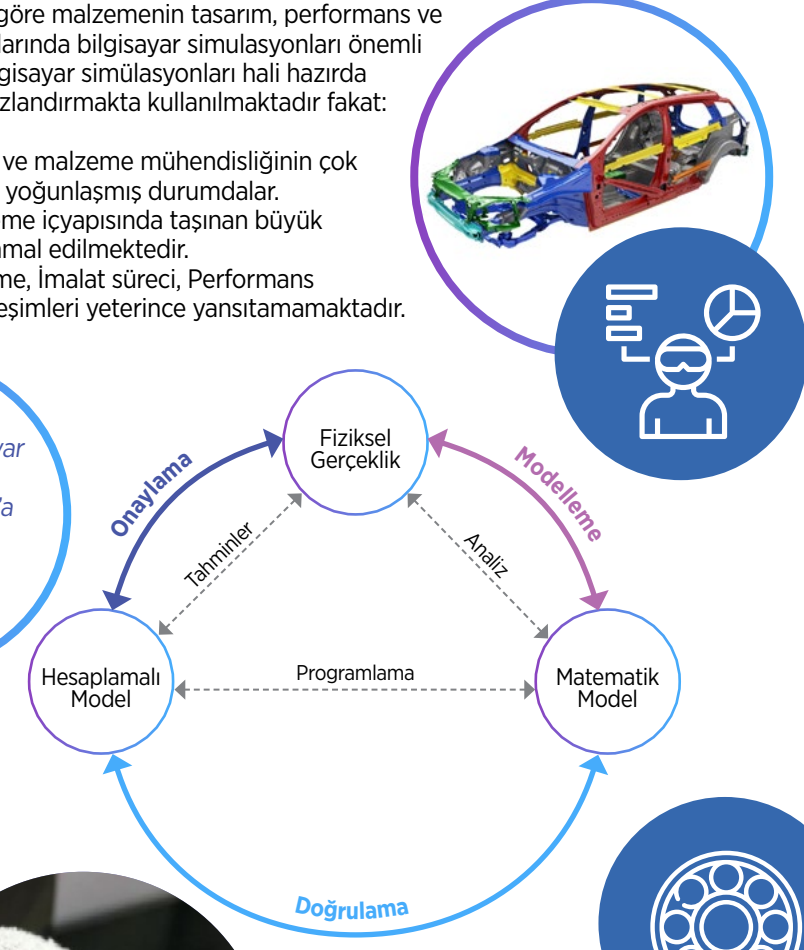 göre malzemenin tasarım, performans ve
larında bilgisayar simulasyonları önemli
gisayar simülasyonları hali hazırda
zlandırmakta kullanılmaktadır fakat:
ve malzeme mühendisliğinin çok
yoğunlaşmış durumdalar.
me içyapısında taşınan büyük
mal edilmektedir.
me, İmalat süreci, Performans
eşimleri yeterince yansıtamamaktadır.
var
'a
Fiziksel
Gerçeklik
Onaylama
Modelleme
Tahminler
Analiz
Hesaplamalı
Model
Programlama
Matematik
Model
Doğrulama